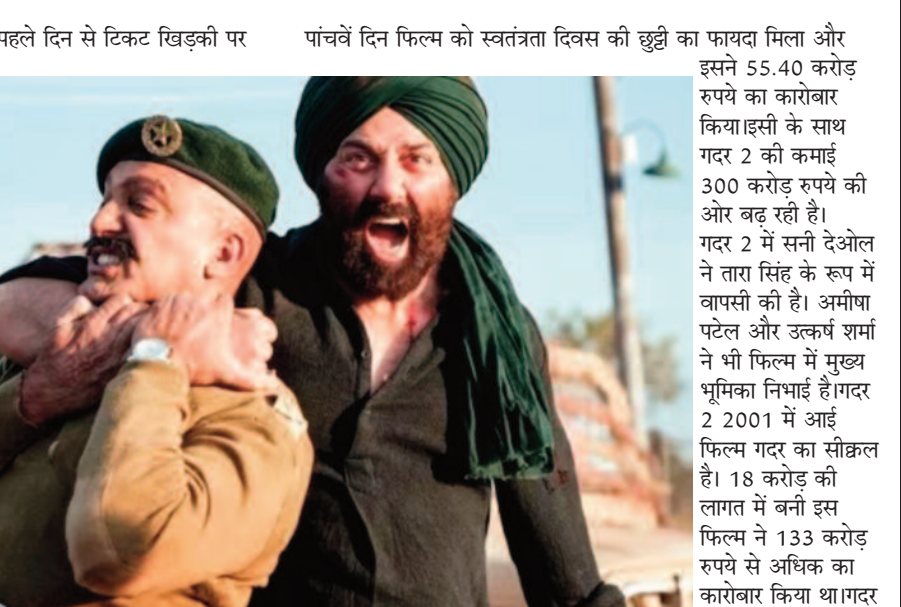 पहले दिन से टिकट खिड़की पर
पांचवें दिन फिल्म को स्वतंत्रता दिवस की छुट्टी का फायदा मिला और
इसने 55.40 करोड़
रुपये का कारोबार
किया।इसी के साथ
गदर 2 की कमाई
300 करोड़ रुपये की
ओर बढ़ रही है।
गदर 2 में सनी देओल
ने तारा सिंह के रूप में
वापसी की है। अमीषा
पटेल और उत्कर्ष शर्मा
ने भी फिल्म में मुख्य
भूमिका निभाई है।गदर
2 2001 में आई
फिल्म गदर का सीक्वल
है। 18 करोड़ की
लागत में बनी इस
फिल्म ने 133 करोड़
रुपये से अधिक का
कारोबार किया था।गदर